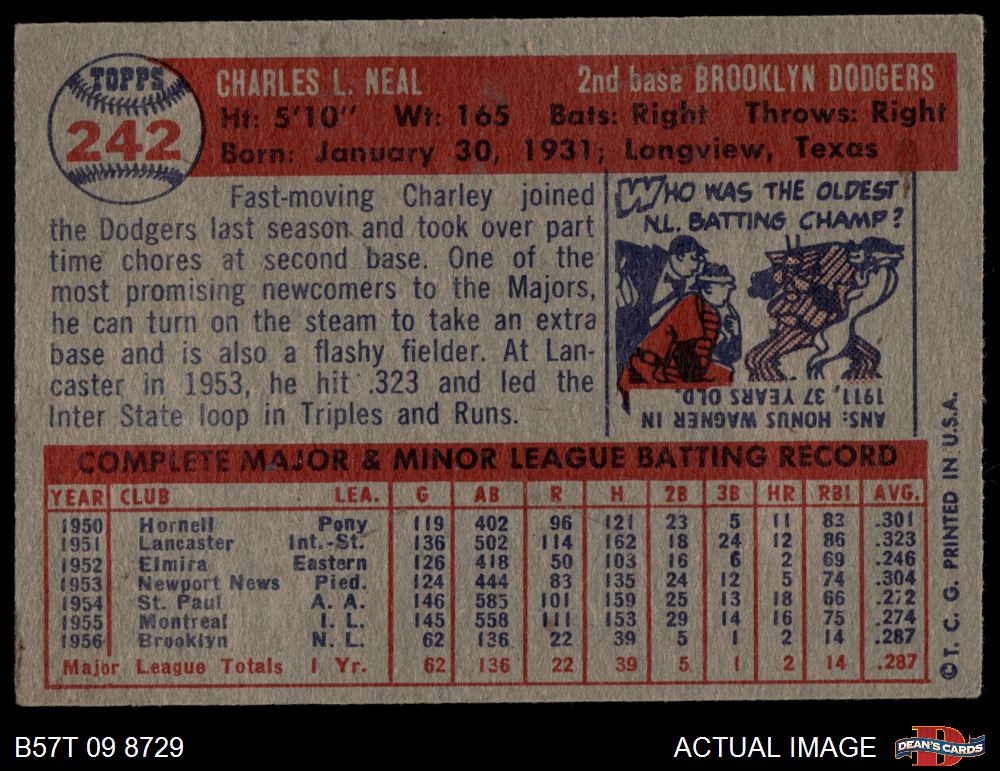 TOPPS
242
CHARLES L. NEAL 2nd base BROOKLYN DODGERS
Ht: 5'10" Wt: 165 Bats: Right Throws: Right
Born: January 30, 1931; Longview, Texas
Fast-moving Charley joined
the Dodgers last season and took over part
time chores at second base. One of the
most promising newcomers to the Majors,
he can turn on the steam to take an extra
base and is also a flashy fielder. At Lan-
caster in 1953, he hit .323 and led the
Inter State loop in Triples and Runs.
WHO WAS THE OLDEST
N.L. BATTING CHAMP?
ANS: HONUS WAGNER IN
1911, 37 YEARS OLD.
COMPLETE MAJOR & MINOR LEAGUE BATTING RECORD
YEAR CLUB LEA. G AB R H 2B 3B HR RBI AVG.
1950 Hornell Pony 119 402 96 121 23 5 11 83 .301
1951 Lancaster Int.-St. 136 502 114 162 18 24 12 86 .323
1952 Elmira Eastern 126 418 50 103 16 6 2 69 .246
1953 Newport News Pied. 124 444 83 135 24 12 5 74 .304
1954 St. Paul A. A. 146 585 101 159 25 13 18 66 .272
1955 Montreal I. L. 145 558 111 153 29 14 16 75 .274
1956 Brooklyn N. L. 62 136 22 39 5 1 2 14 .287
Major League Totals 1 Yr. 62 136 22 39 5 1 2 14 .287
© T. C. G. PRINTED IN U.S.A.
B57T 09 8729
ACTUAL IMAGE
DEAN'S CARDS